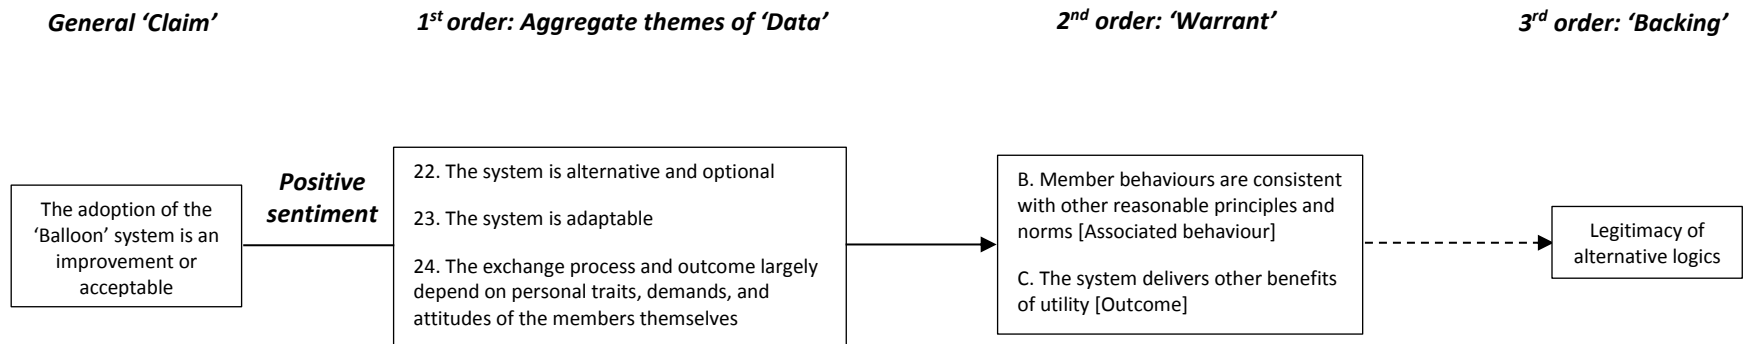 General ‘Claim’
1st order: Aggregate themes of ‘Data’
2nd order: ‘Warrant’
3rd order: ‘Backing’
The adoption of the
‘Balloon’ system is an
improvement or
acceptable
Positive
sentiment
22. The system is alternative and optional
23. The system is adaptable
24. The exchange process and outcome largely
depend on personal traits, demands, and
attitudes of the members themselves
B. Member behaviours are consistent
with other reasonable principles and
norms [Associated behaviour]
C. The system delivers other benefits
of utility [Outcome]
Legitimacy of
alternative logics